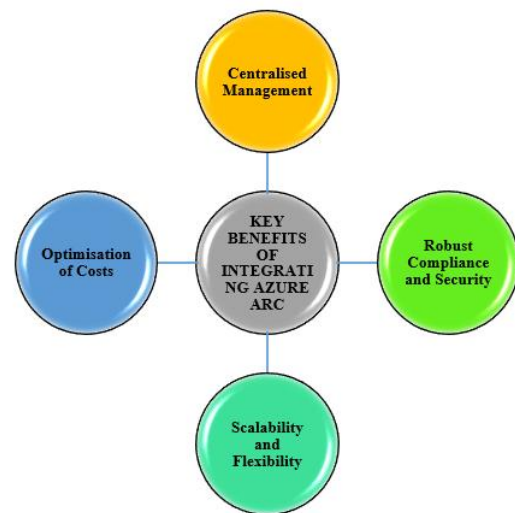 Centralised
Management
Optimisation
of Costs
KEY
BENEFITS
OF
INTEGRATI
NG AZURE
ARC
Robust
Compliance
and Security
Scalability
and
Flexibility